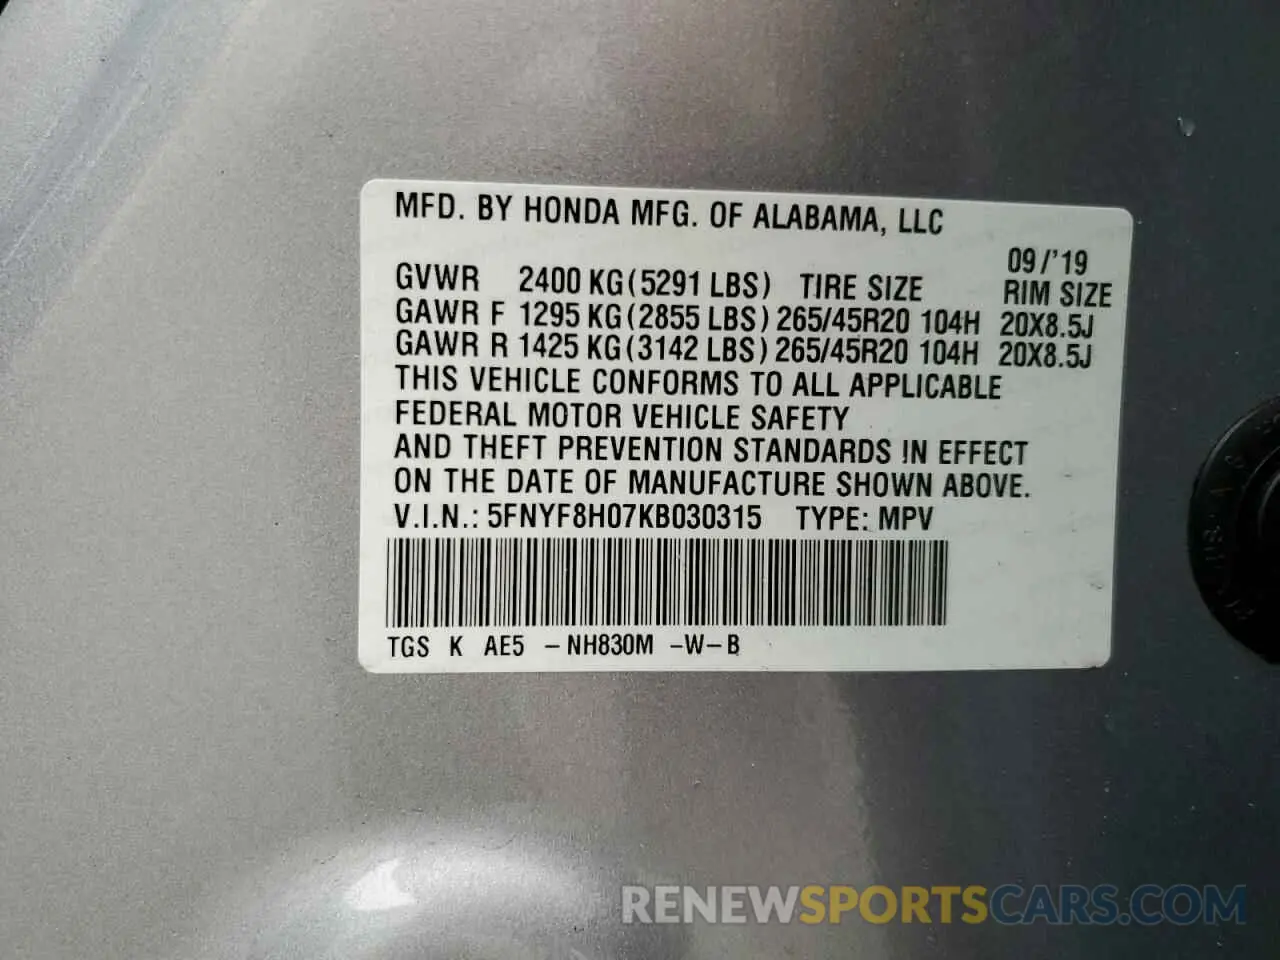 MFD. BY HONDA MFG. OF ALABAMA, LLC
09/'19
GVWR 2400 KG(5291 LBS) TIRE SIZE RIM SIZE
GAWR F 1295 KG(2855 LBS) 265/45R20 104H 20X8.5J
GAWR R 1425 KG(3142 LBS) 265/45R20 104H 20X8.5J
THIS VEHICLE CONFORMS TO ALL APPLICABLE
FEDERAL MOTOR VEHICLE SAFETY
AND THEFT PREVENTION STANDARDS IN EFFECT
ON THE DATE OF MANUFACTURE SHOWN ABOVE.
V.I.N.: 5FNYF8H07KB030315 TYPE: MPV
TGS K AE5 -NH830M -W-B
RENEWSPORTSCARS.COM